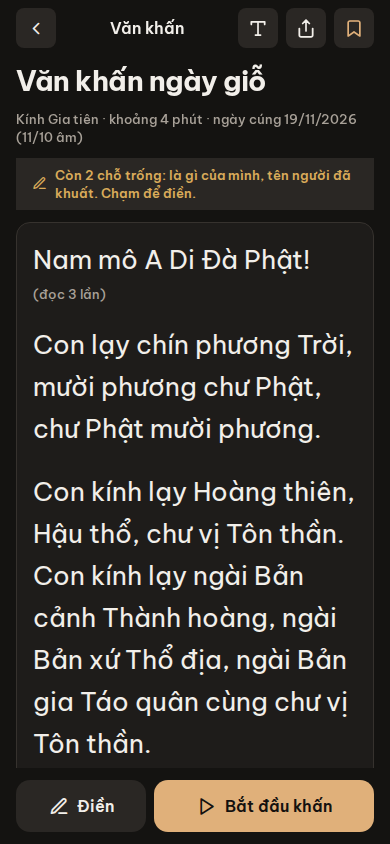 Văn khấn
Văn khấn ngày giỗ
Kính Gia tiên · khoảng 4 phút · ngày cúng 19/11/2026
(11/10 âm)
Còn 2 chỗ trống: là gì của mình, tên người đã
khuất. Chạm để điền.
Nam mô A Di Đà Phật!
(đọc 3 lần)
Con lạy chín phương Trời,
mười phương chư Phật,
chư Phật mười phương.
Con kính lạy Hoàng thiên,
Hậu thổ, chư vị Tôn thần.
Con kính lạy ngài Bản
cảnh Thành hoàng, ngài
Bản xứ Thổ địa, ngài Bản
gia Táo quân cùng chư vị
Tôn thần.
Điền
Bắt đầu khấn